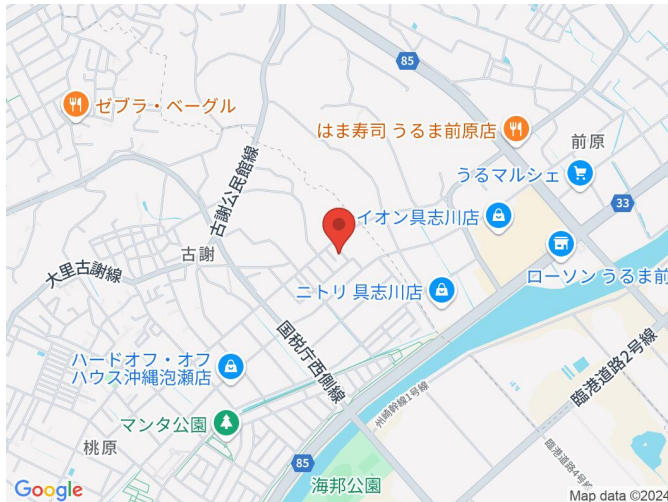 85
ゼブラ・ベーグル
はま寿司 うるま前原店
前原
うるマルシェ
古謝公民館線
イオン具志川店
33
古謝
大里古謝線
ローソン うるま前
ニトリ 具志川店
国税庁西側線
臨港道路2号線
ハードオフ・オフ
ハウス沖縄泡瀬店
州崎幹線1号線
マンタ公園
桃原
臨港道路4号線
85
海邦公園
Google
Map data ©2024